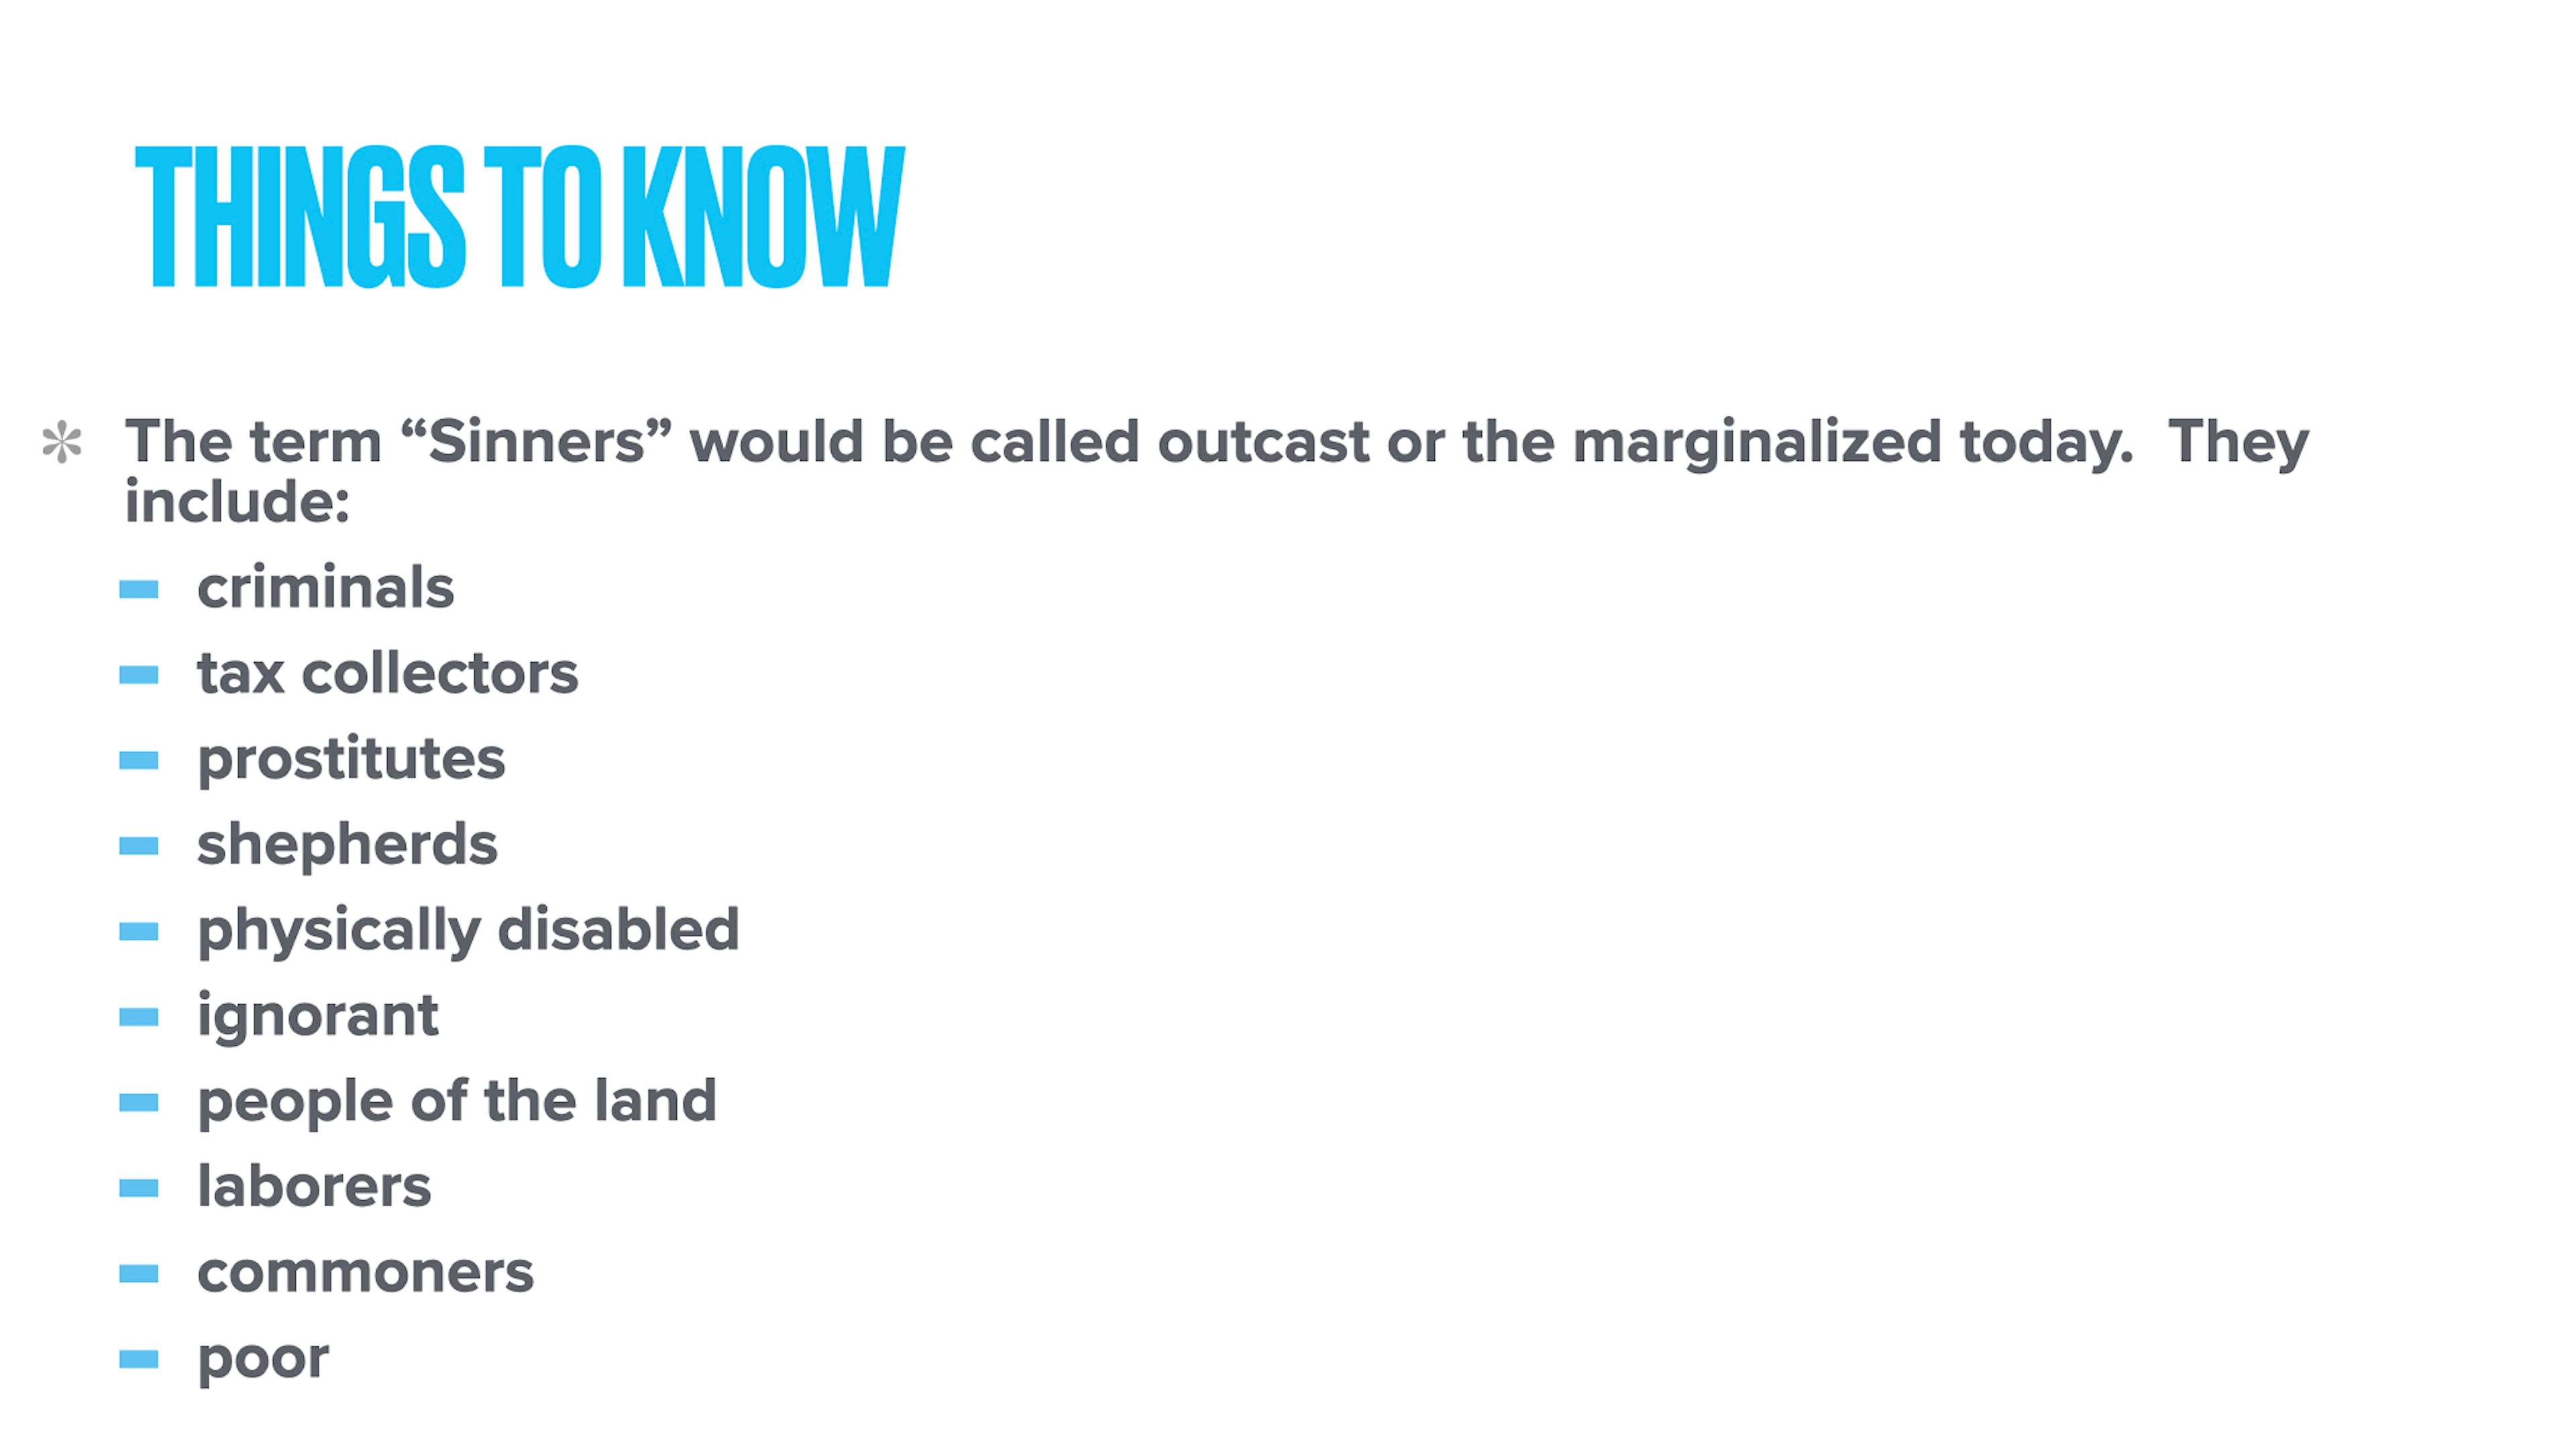 THINGS TO KNOW
* The term “Sinners” would be called outcast or the marginalized today.  They
include:
- criminals
- tax collectors
- prostitutes
- shepherds
- physically disabled
- ignorant
- people of the land
- laborers
- commoners
- poor